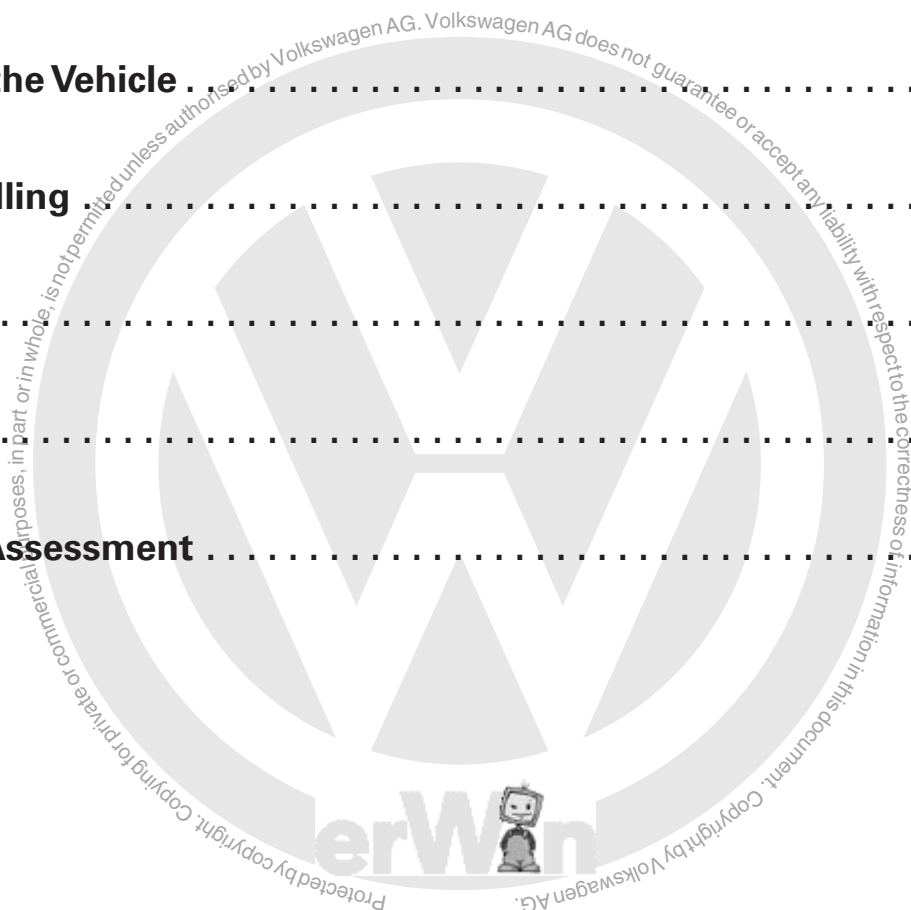 the Vehicle . . . . . . . . . . . . . . . . . . . . . . . . . . . . . . . . . . .
lling . . . . . . . . . . . . . . . . . . . . . . . . . . . . . . . . . . . . . . . .
. . . . . . . . . . . . . . . . . . . . . . . . . . . . . . . . . . . . . . . . . . . .
. . . . . . . . . . . . . . . . . . . . . . . . . . . . . . . . . . . . . . . . . . . .
Assessment . . . . . . . . . . . . . . . . . . . . . . . . . . . . . . . . . .
Protected by copyright. Copying for private or commercial purposes, in part or in whole, is not permitted unless authorised by Volkswagen AG. Volkswagen AG does not guarantee or accept any liability with respect to the correctness of information in this document. Copyright by Volkswagen AG.
erWin